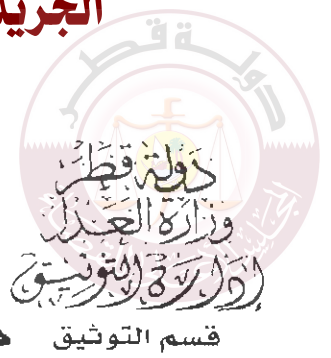 الجريد
دولة قطر
دولة قطر
وزارة العدل
إدارة التوثيق
قسم التوثيق